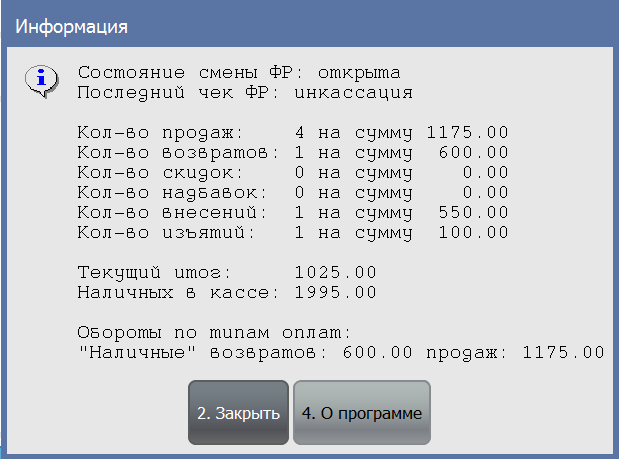 Информация
Состояние смены ФР: открыта
Последний чек ФР: инкассация
Кол-во продаж: 4 на сумму 1175.00
Кол-во возвратов: 1 на сумму 600.00
Кол-во скидок: 0 на сумму 0.00
Кол-во надбавок: 0 на сумму 0.00
Кол-во внесений: 1 на сумму 550.00
Кол-во изъятий: 1 на сумму 100.00
Текущий итог: 1025.00
Наличных в кассе: 1995.00
Обороты по типам оплат:
"Наличные" возвратов: 600.00 продаж: 1175.00
2. Закрыть 4. О программе